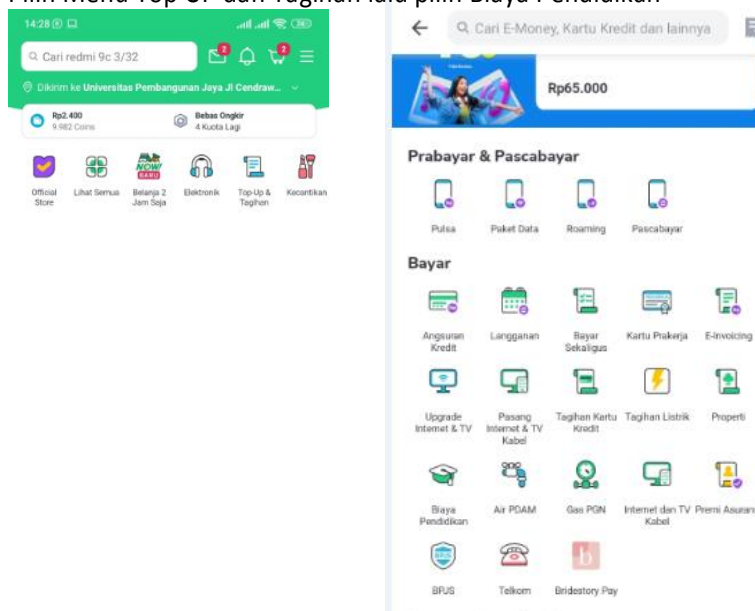 Pilih Menu Top UP dan Tagihan lalu pilih Biaya Pendidikan
14:28
Cari redmi 9c 3/32
2
2
Dikirim ke Universitas Pembangunan Jaya Jl Cendraw...
Rp2.400
9.982 Coins
Bebas Ongkir
4 Kuota Lagi
NOW!
BARU
Official Store
Lihat Semua
Belanja 2 Jam Saja
Elektronik
Top-Up & Tagihan
Kecantikan
Cari E-Money, Kartu Kredit dan lainnya
Rp65.000
Prabayar & Pascabayar
Pulsa
Paket Data
Roaming
Pascabayar
Bayar
Angsuran Kredit
Langganan
Bayar Sekaligus
Kartu Prakerja
E-Invoicing
Upgrade Internet & TV
Pasang Internet & TV Kabel
Tagihan Kartu Kredit
Tagihan Listrik
Properti
Biaya Pendidikan
Air PDAM
Gas PGN
Internet dan TV Kabel
Premi Asuran
BPJS
Telkom
Bridestory Pay